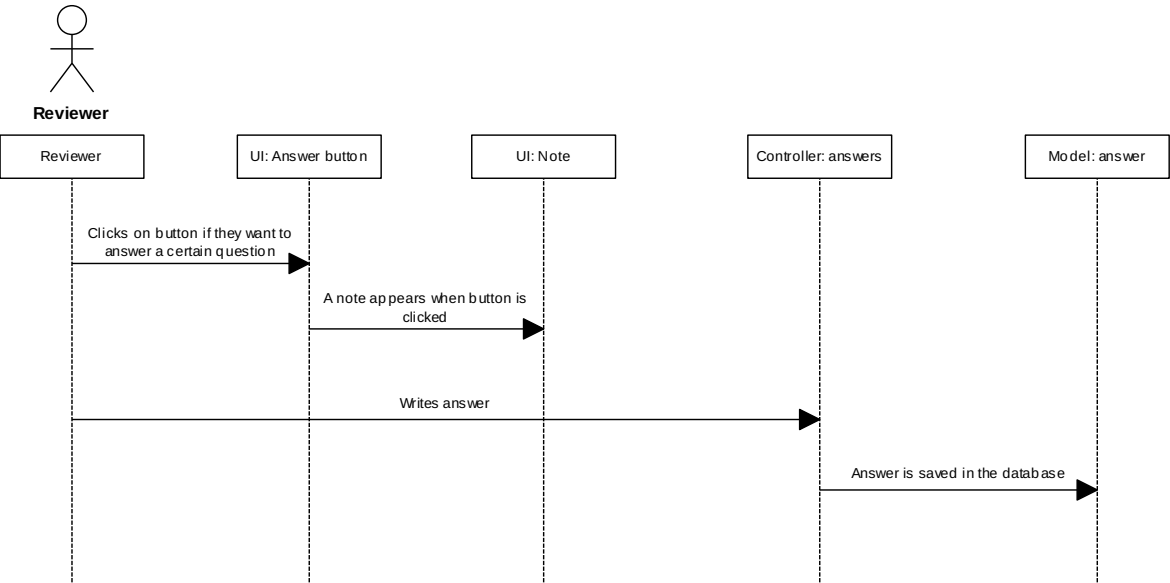 Reviewer
Reviewer
UI: Answer button
UI: Note
Controller: answers
Model: answer
Clicks on button if they want to
answer a certain question
A note appears when button is
clicked
Writes answer
Answer is saved in the database